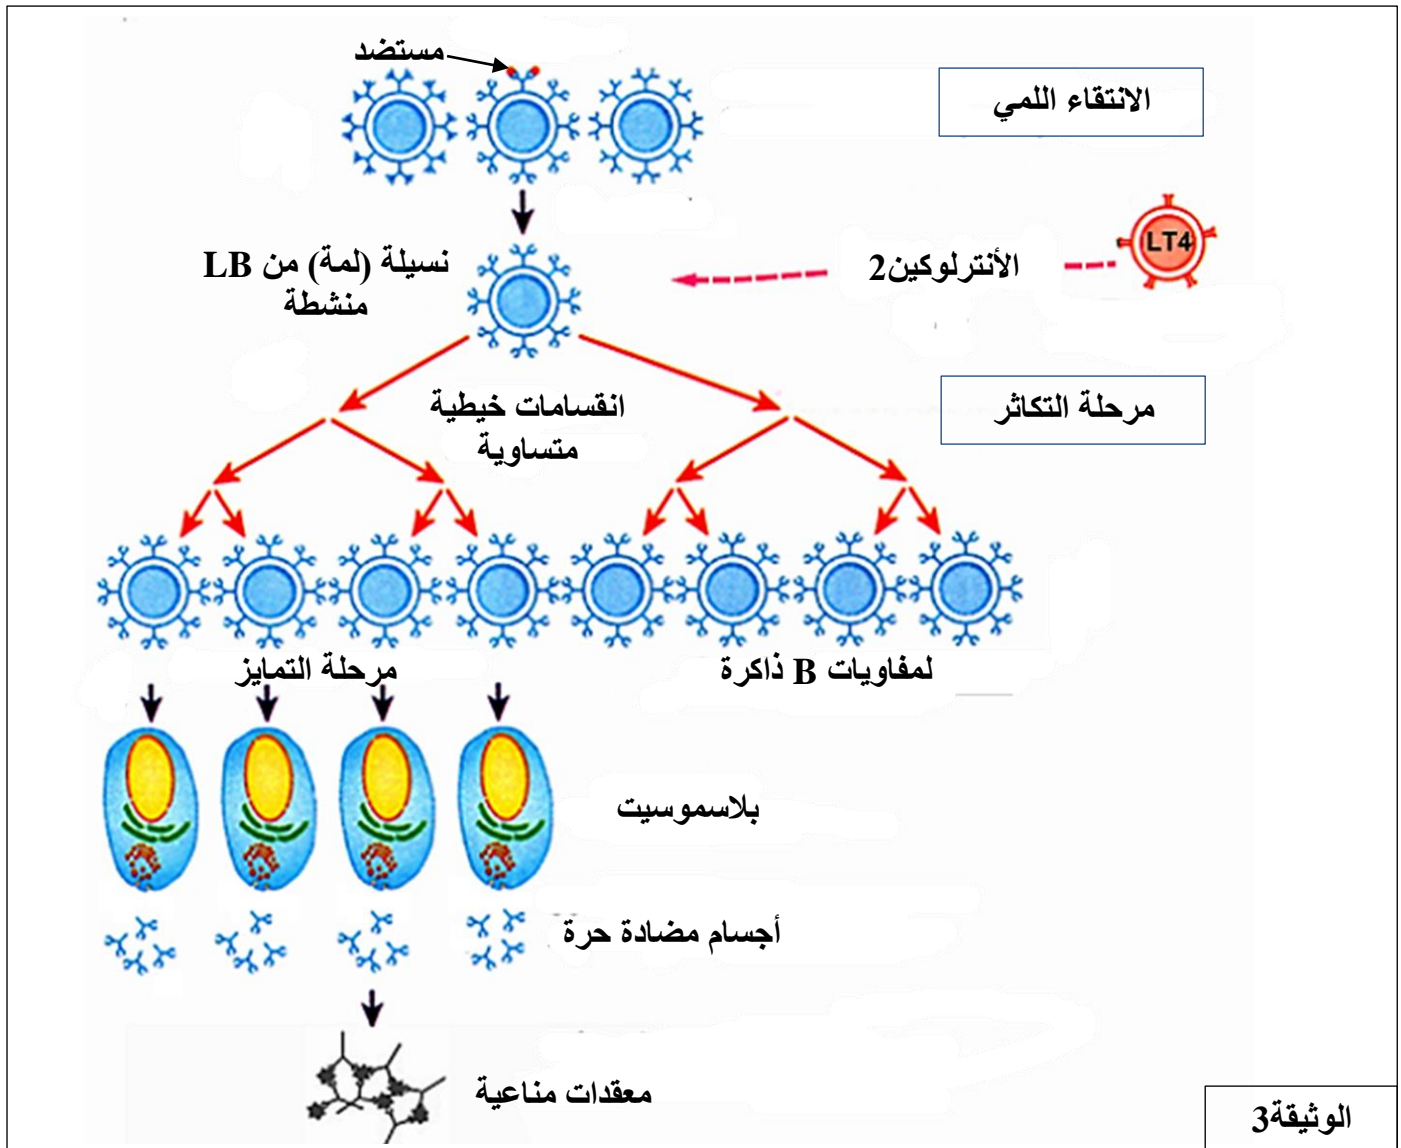 مستضد
الانتقاء اللمي
LT4
الأنترلوكين2
نسيلة (لمة) من LB
منشطة
مرحلة التكاثر
انقسامات خيطية
متساوية
لمفاويات B ذاكرة
مرحلة التمايز
بلاسموسيت
أجسام مضادة حرة
معقدات مناعية
الوثيقة3